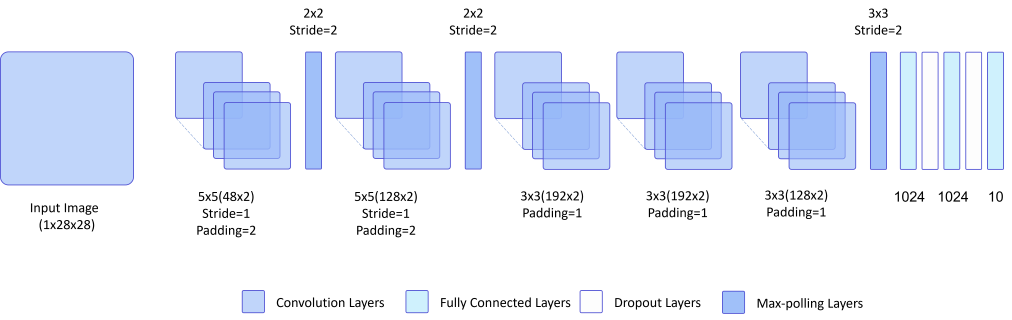 2x2
Stride=2
2x2
Stride=2
3x3
Stride=2
Input Image
(1x28x28)
5x5(48x2)
Stride=1
Padding=2
5x5(128x2)
Stride=1
Padding=2
3x3(192x2)
Padding=1
3x3(192x2)
Padding=1
3x3(128x2)
Padding=1
1024
1024
10
Convolution Layers
Fully Connected Layers
Dropout Layers
Max-polling Layers